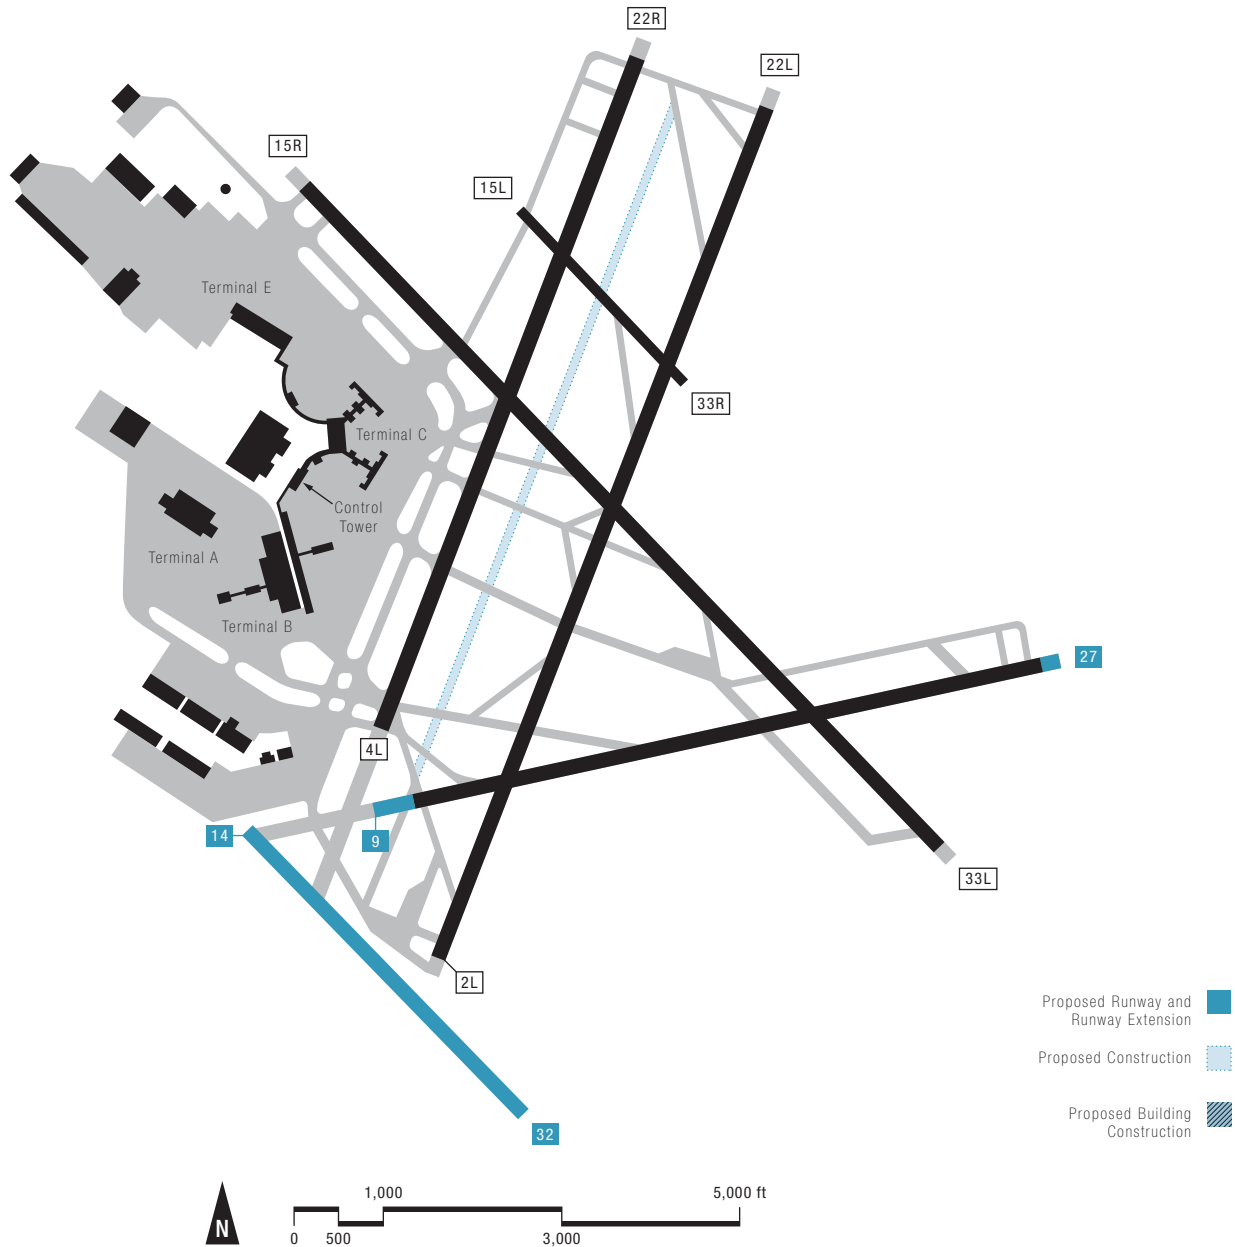 22R
22L
15R
15L
Terminal E
33R
Terminal C
Control
Tower
Terminal A
Terminal B
27
4L
14
9
33L
2L
Proposed Runway and
Runway Extension
Proposed Construction
Proposed Building
Construction
32
1,000
5,000 ft
N
0
500
3,000